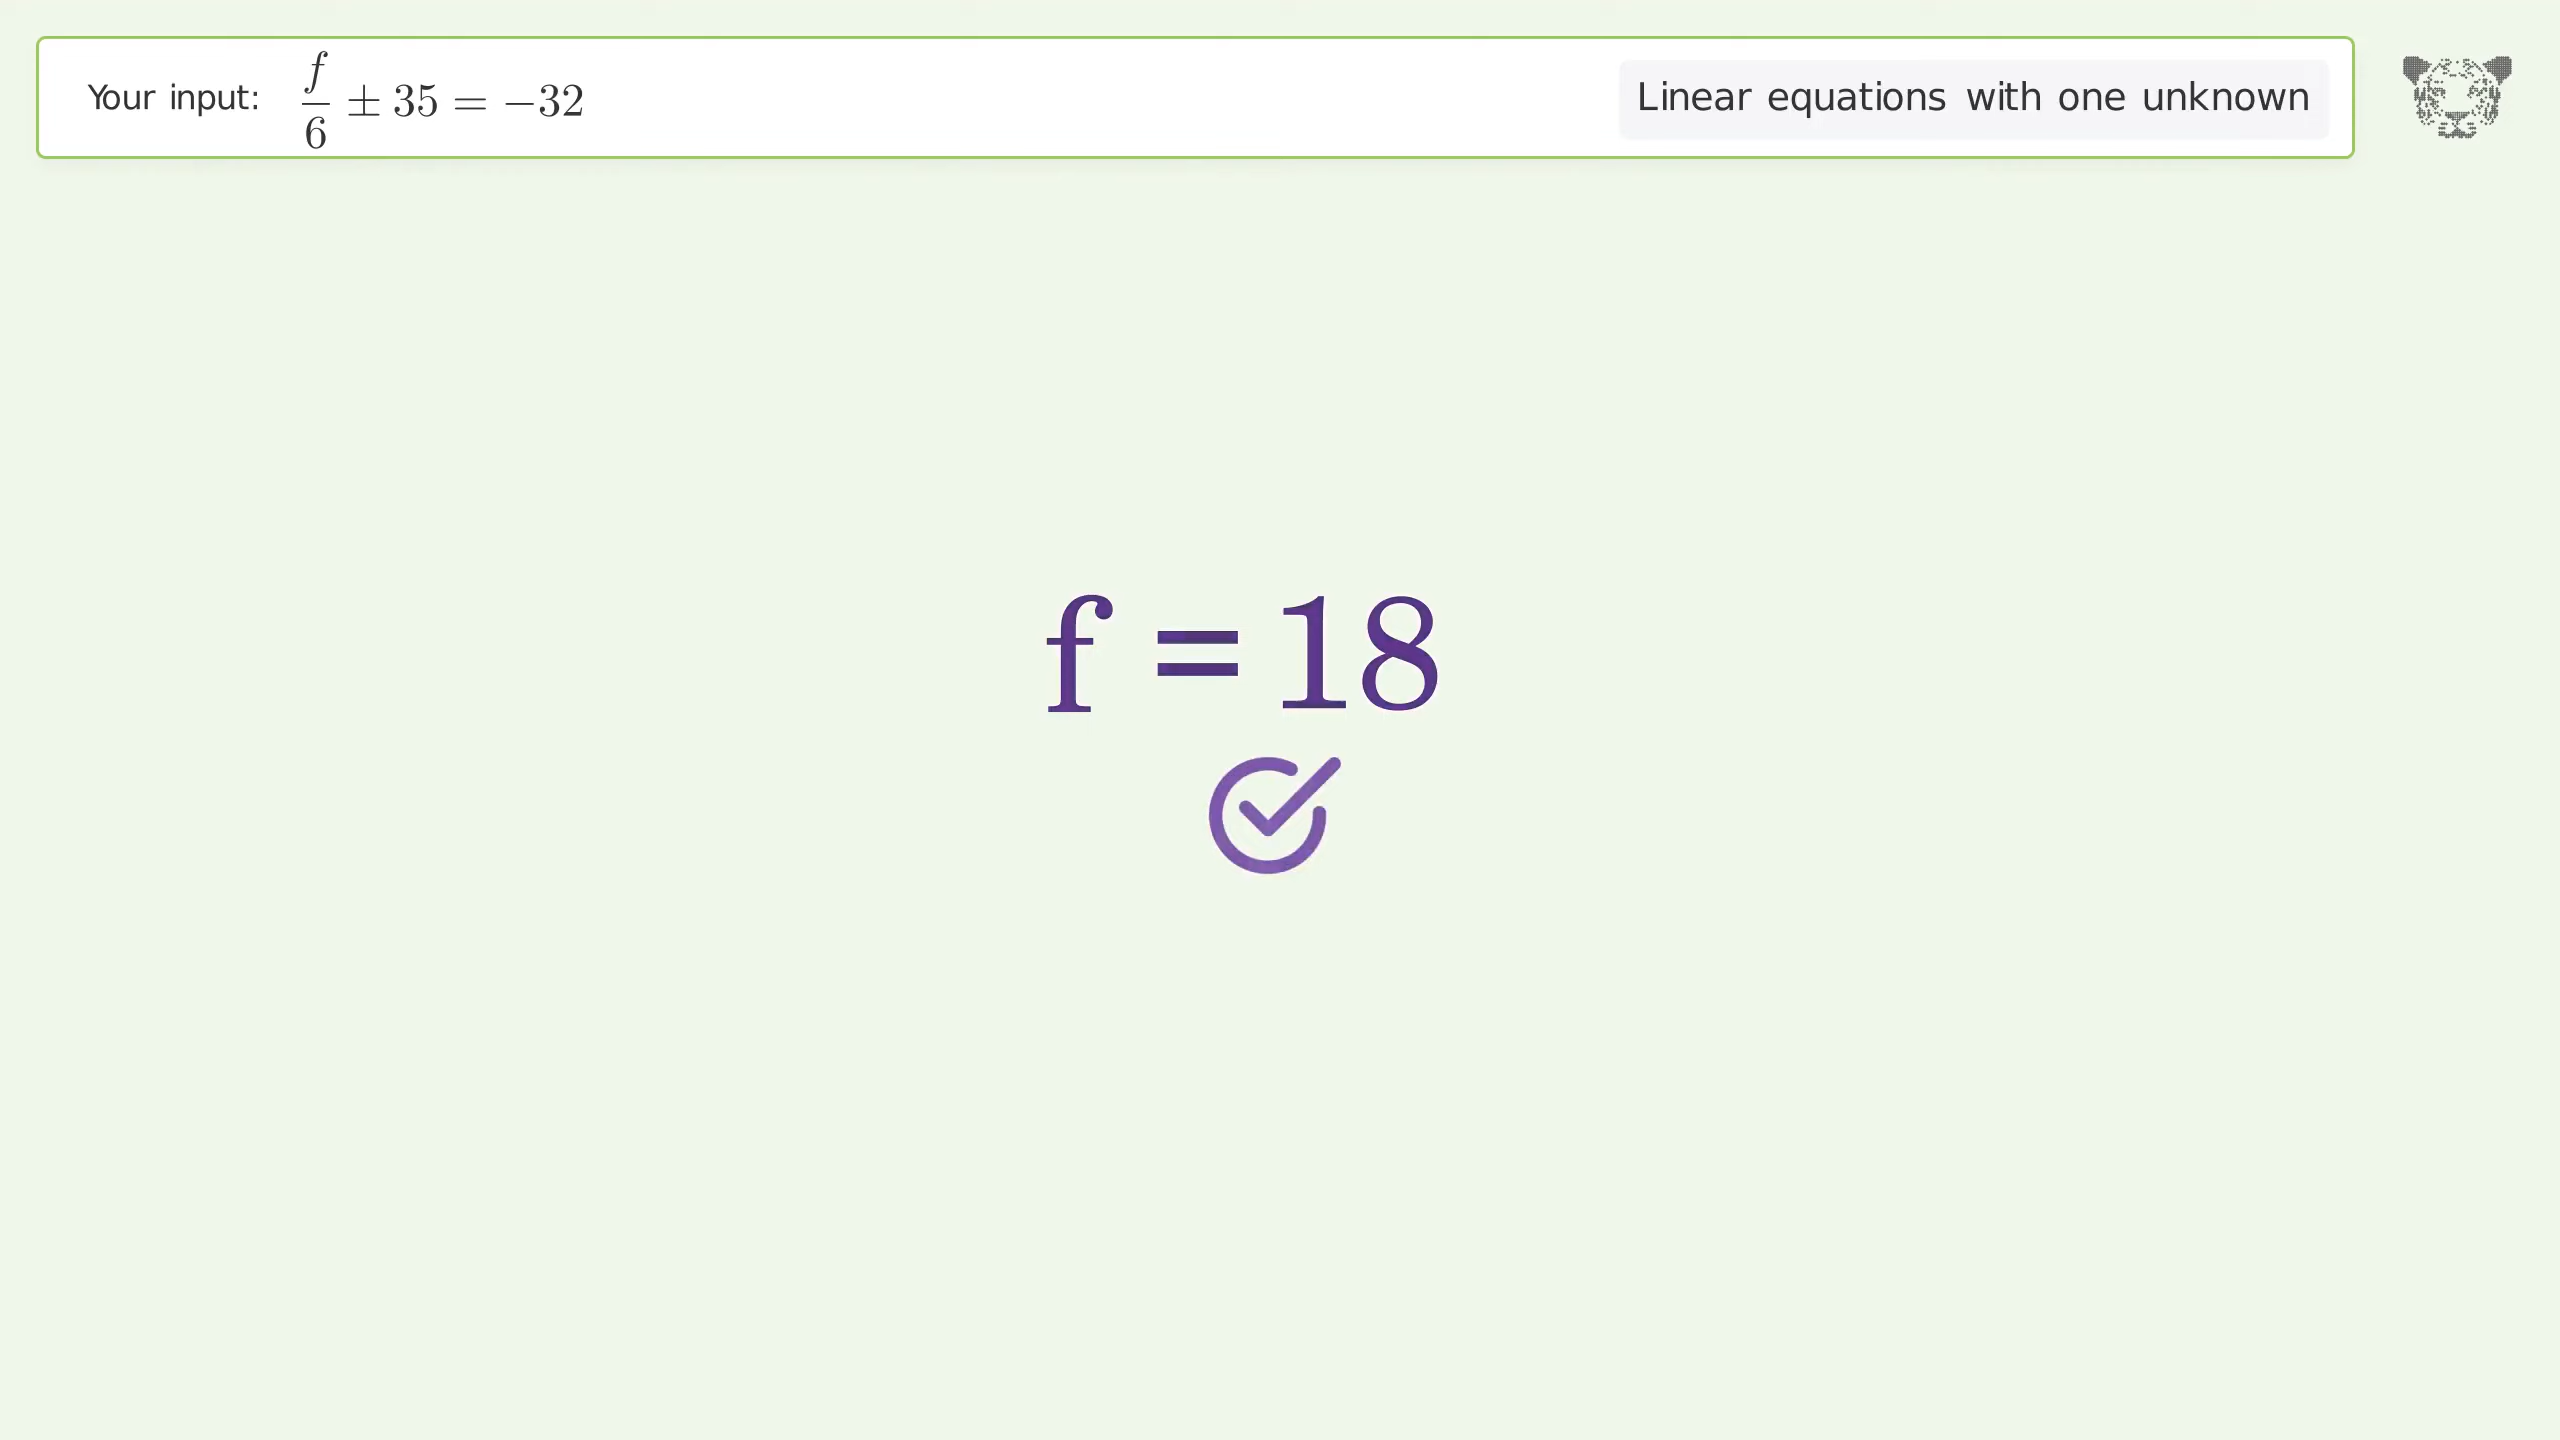 Your input: f/6 ± 35 = −32
Linear equations with one unknown
f = 18